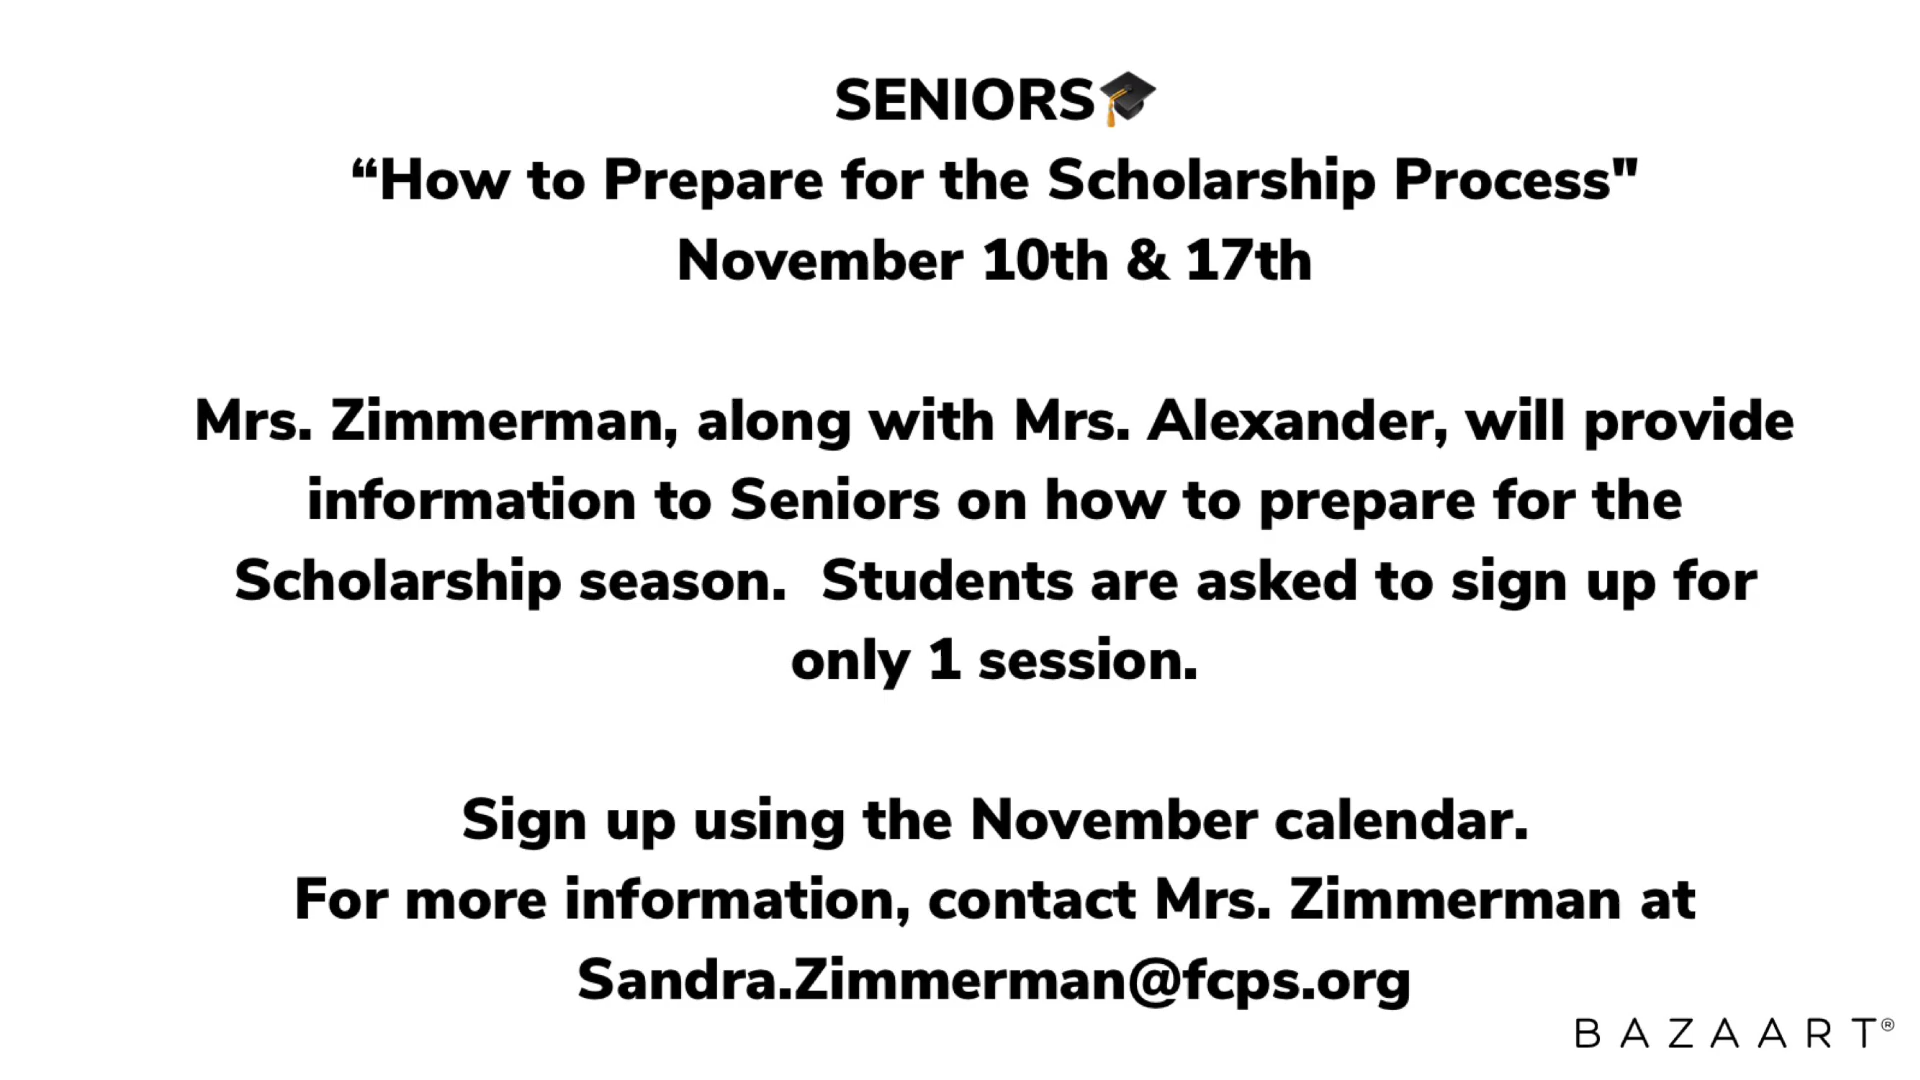 SENIORS🎓
“How to Prepare for the Scholarship Process"
November 10th & 17th
Mrs. Zimmerman, along with Mrs. Alexander, will provide
information to Seniors on how to prepare for the
Scholarship season.  Students are asked to sign up for
only 1 session.
Sign up using the November calendar.
For more information, contact Mrs. Zimmerman at
Sandra.Zimmerman@fcps.org
BAZAART®